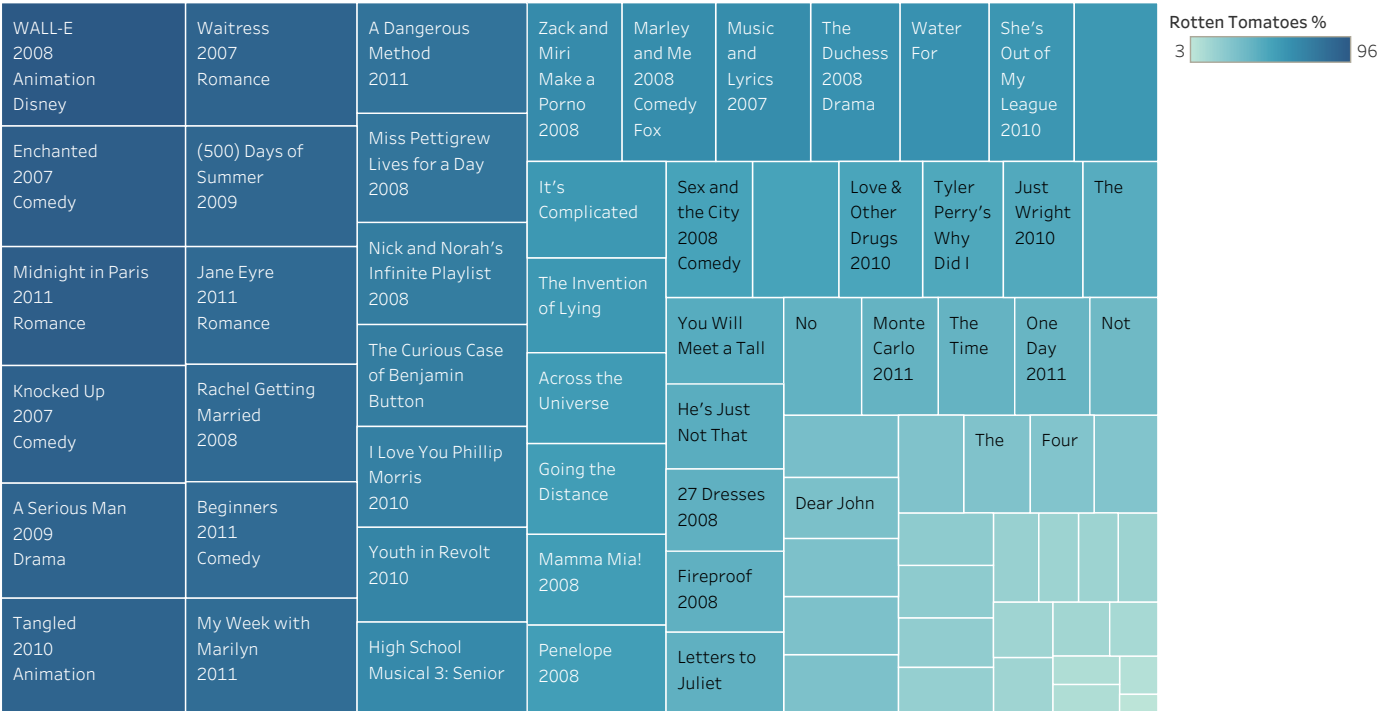 WALL-E
2008
Animation
Disney
Enchanted
2007
Comedy
Midnight in Paris
2011
Romance
Knocked Up
2007
Comedy
A Serious Man
2009
Drama
Tangled
2010
Animation
Waitress
2007
Romance
(500) Days of
Summer
2009
Jane Eyre
2011
Romance
Rachel Getting
Married
2008
Beginners
2011
Comedy
My Week with
Marilyn
2011
A Dangerous
Method
2011
Miss Pettigrew
Lives for a Day
2008
Nick and Norah's
Infinite Playlist
2008
The Curious Case
of Benjamin
Button
I Love You Phillip
Morris
2010
Youth in Revolt
2010
High School
Musical 3: Senior
Zack and
Miri
Make a
Porno
2008
Marley
and Me
2008
Comedy
Fox
Music
and
Lyrics
2007
The
Duchess
2008
Drama
Water
For
She's
Out of
My
League
2010
It's
Complicated
The Invention
of Lying
Across the
Universe
Going the
Distance
Mamma Mia!
2008
Penelope
2008
Sex and
the City
2008
Comedy
Love &
Other
Drugs
2010
Tyler
Perry's
Why
Did I
Just
Wright
2010
The
You Will
Meet a Tall
He's Just
Not That
27 Dresses
2008
Fireproof
2008
Letters to
Juliet
No
Monte
Carlo
2011
The
Time
One
Day
2011
Not
Dear John
The
Four
Rotten Tomatoes %
3 96